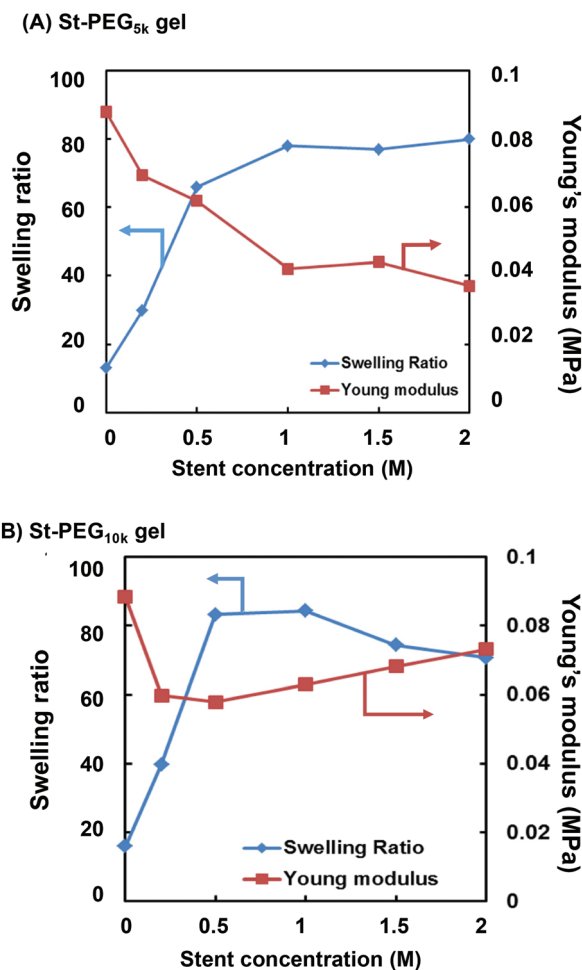 (A) St-PEG5k gel
100
80
60
40
20
0
Swelling ratio
0.1
0.08
0.06
0.04
0.02
0
Young's modulus (MPa)
Swelling Ratio
Young modulus
0
0.5
1
1.5
2
Stent concentration (M)
B) St-PEG10k gel
100
80
60
40
20
0
Swelling ratio
0.1
0.08
0.06
0.04
0.02
0
Young's modulus (MPa)
Swelling Ratio
Young modulus
0
0.5
1
1.5
2
Stent concentration (M)